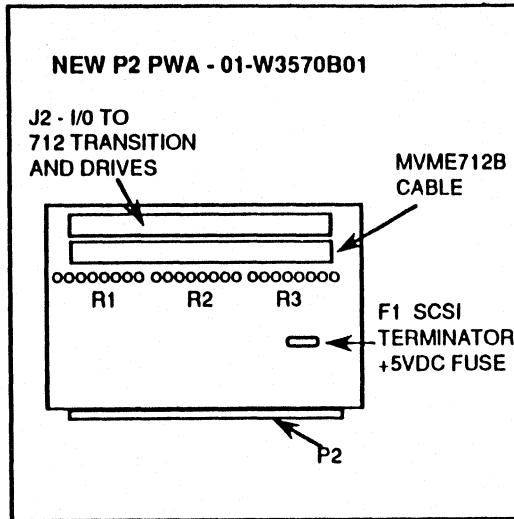 NEW P2 PWA - 01-W3570B01
J2 - I/0 TO
712 TRANSITION
AND DRIVES
MVME712B
CABLE
R1 R2 R3
F1 SCSI
TERMINATOR
+5VDC FUSE
P2